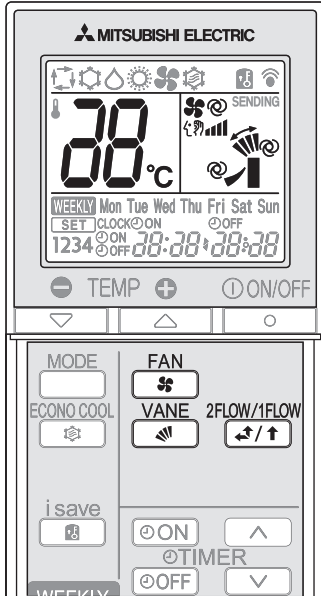 MITSUBISHI ELECTRIC
SENDING
88°C
WEEKLY Mon Tue Wed Thu Fri Sat Sun
SET CLOCK ON OFF
1234 ON OFF 88:88 88:88
TEMP ON/OFF
MODE FAN
ECONO COOL VANE 2FLOW/1FLOW
i save
ON
TIMER
OFF
WEEKLY